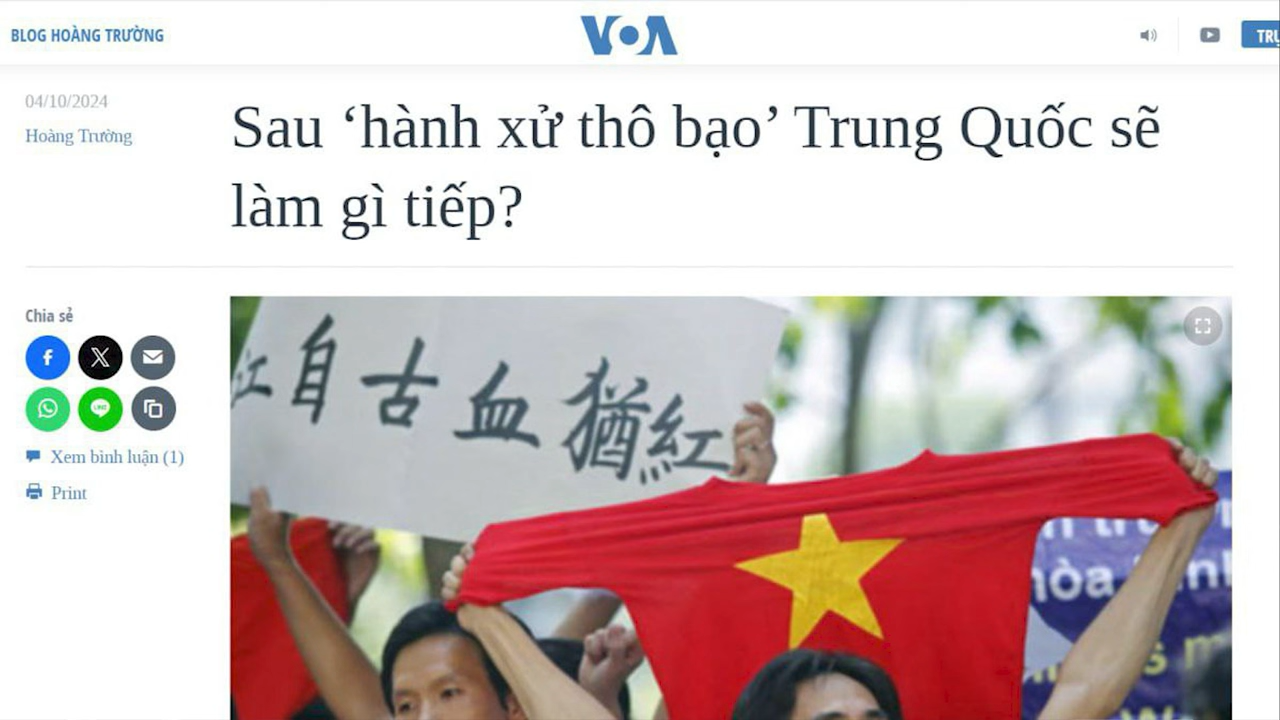 BLOG HOÀNG TRƯỜNG
VOA
04/10/2024
Hoàng Trường
Sau ‘hành xử thô bạo’ Trung Quốc sẽ
làm gì tiếp?
Chia sẻ
Xem bình luận (1)
Print
江自古血猶紅